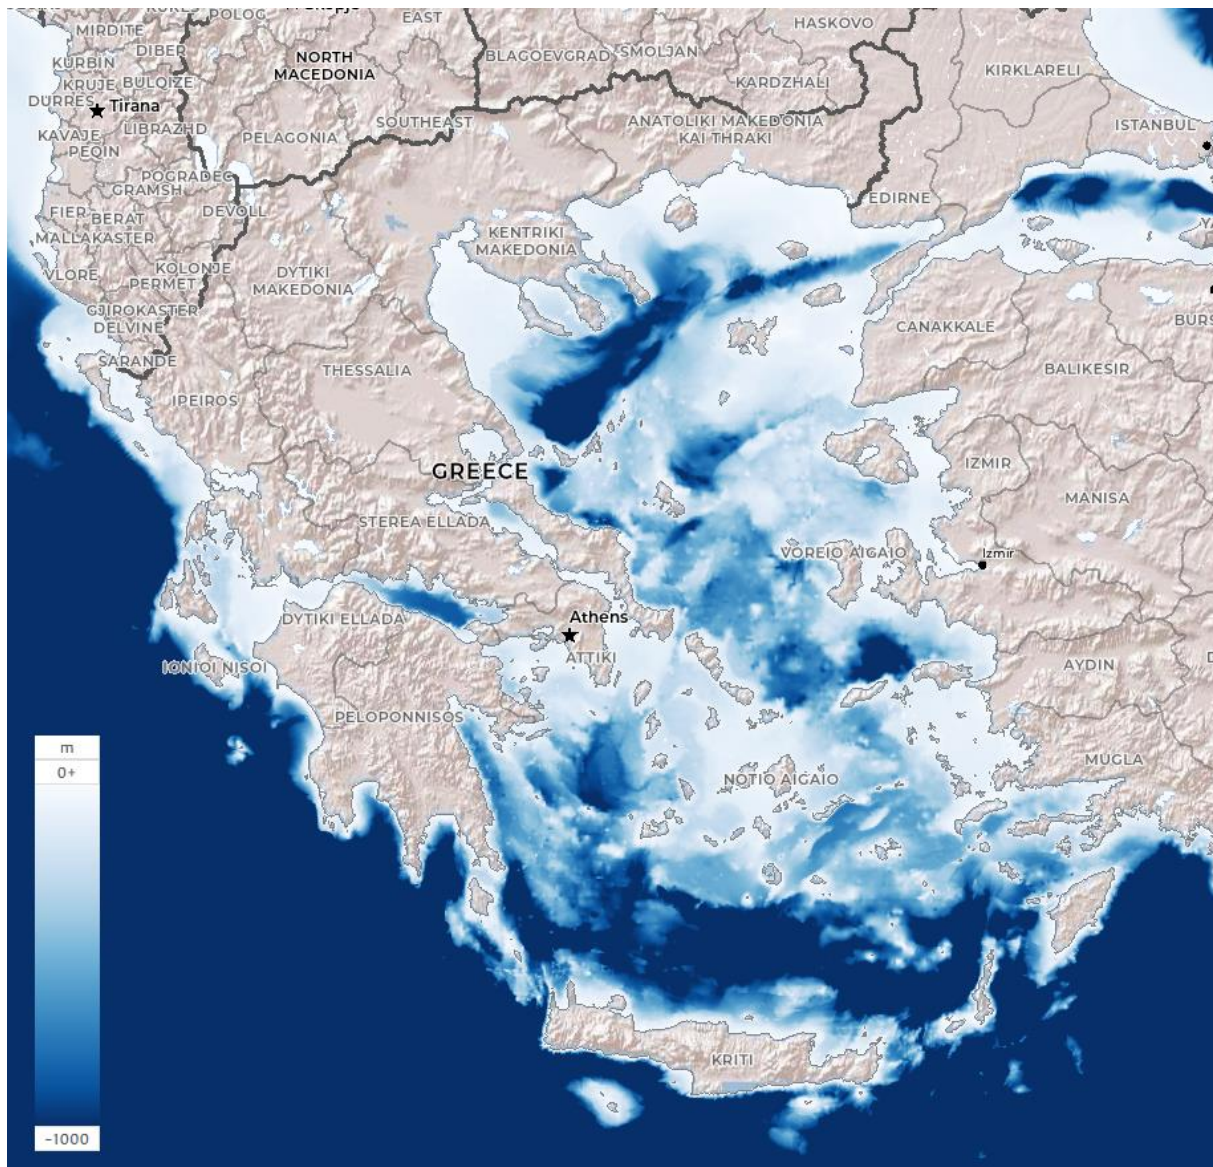 POLOG
EAST
HASKOVO
MIRDITE
DIBER
BLAGOEVGRAD
SMOLJAN
KURBIN
NORTH
MACEDONIA
KIRKLARELI
KRUJE
BULQIZE
KARDZHALI
DURRES
Tirana
SOUTHEAST
ANATOLIKI MAKEDONIA
KAI THRAKI
ISTANBUL
KAVAJE
LIBRAZHD
PELAGONIA
PEQIN
POGRADEC
GRAMSH
EDIRNE
FIER
BERAT
DEVOLL
KENTRIKI
MAKEDONIA
MALLAKASTER
VLORE
KOLONJE
PERMET
DYTIKI
MAKEDONIA
GJIROKASTER
DELVINE
CANAKKALE
BURS
SARANDE
THESSALIA
BALIKESIR
IPEIROS
GREECE
IZMIR
MANISA
STEREA ELLADA
VOREIO AIGAIO
Izmir
DYTIKI ELLADA
Athens
ATTIKI
IONIOI NISOI
AYDIN
PELOPONNISOS
m
0+
NOTIO AIGAIO
MUGLA
KRITI
-1000